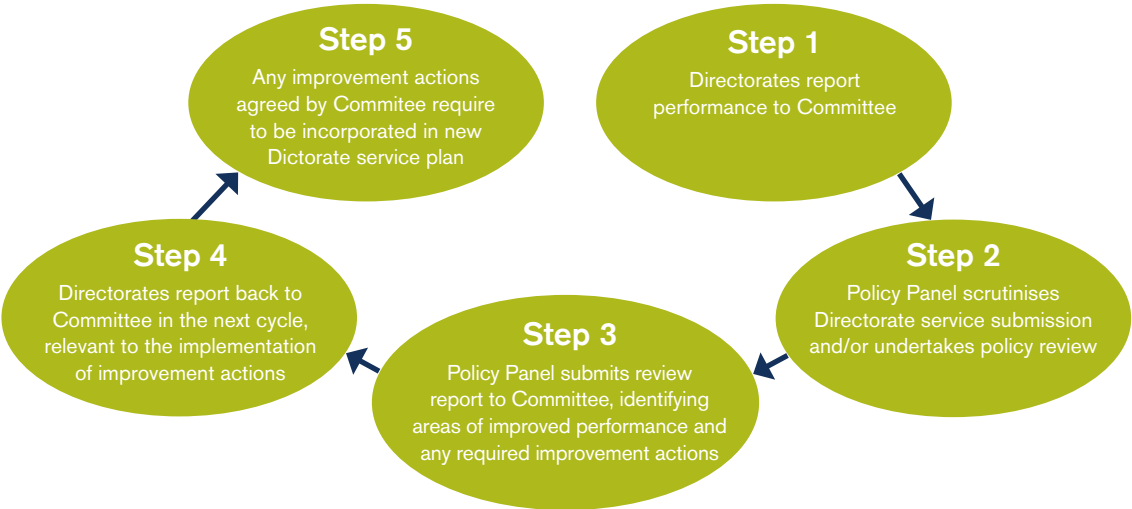 Step 1
Directorates report
performance to Committee
Step 2
Policy Panel scrutinises
Directorate service submission
and/or undertakes policy review
Step 3
Policy Panel submits review
report to Committee, identifying
areas of improved performance and
any required improvement actions
Step 4
Directorates report back to
Committee in the next cycle,
relevant to the implementation
of improvement actions
Step 5
Any improvement actions
agreed by Commitee require
to be incorporated in new
Dictorate service plan